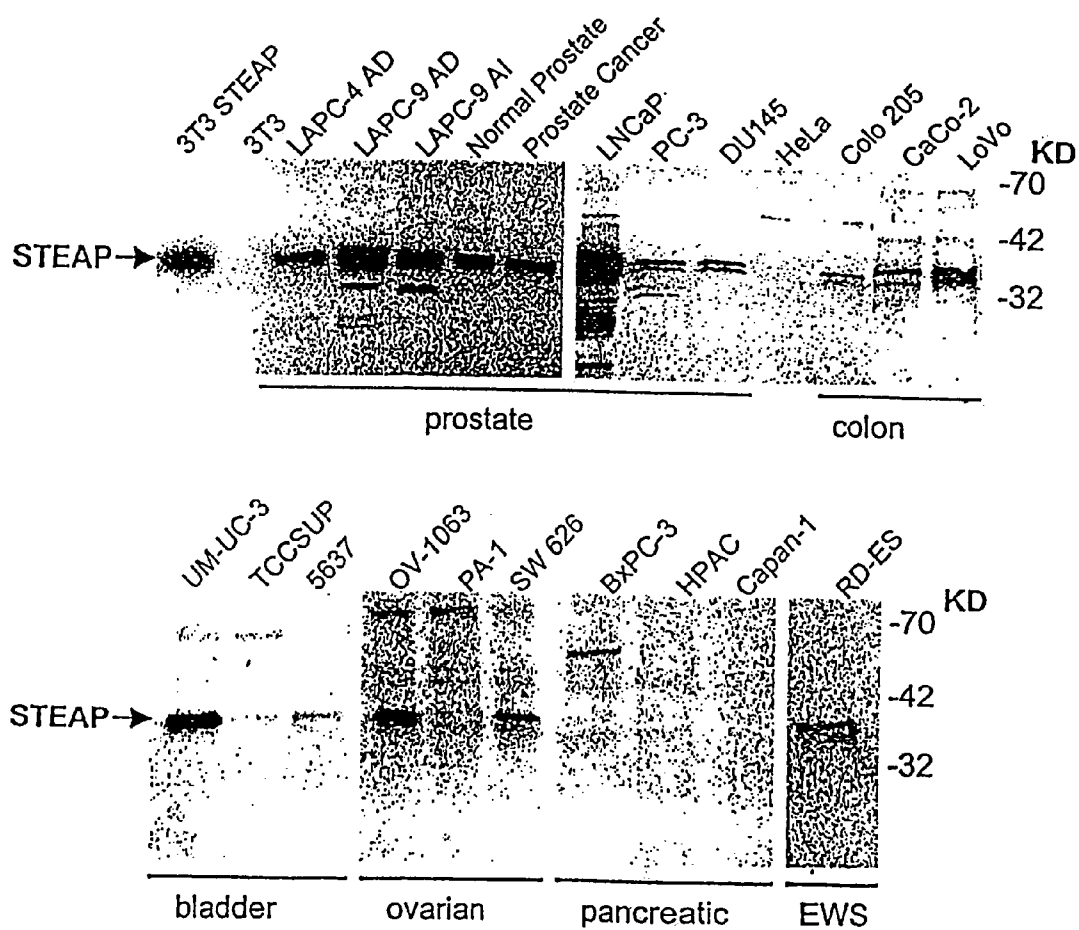 3T3 STEAP
3T3
LAPC-4 AD
LAPC-9 AD
LAPC-9 AI
Normal Prostate
Prostate Cancer
LNCaP
PC-3
DU145
HeLa
Colo 205
CaCo-2
LoVo
KD
-70
STEAP→
-42
-32
prostate
colon
UM-UC-3
TCCSUP
5637
OV-1063
PA-1
SW 626
BxPC-3
HPAC
Capan-1
RD-ES
KD
-70
STEAP→
-42
-32
bladder
ovarian
pancreatic
EWS